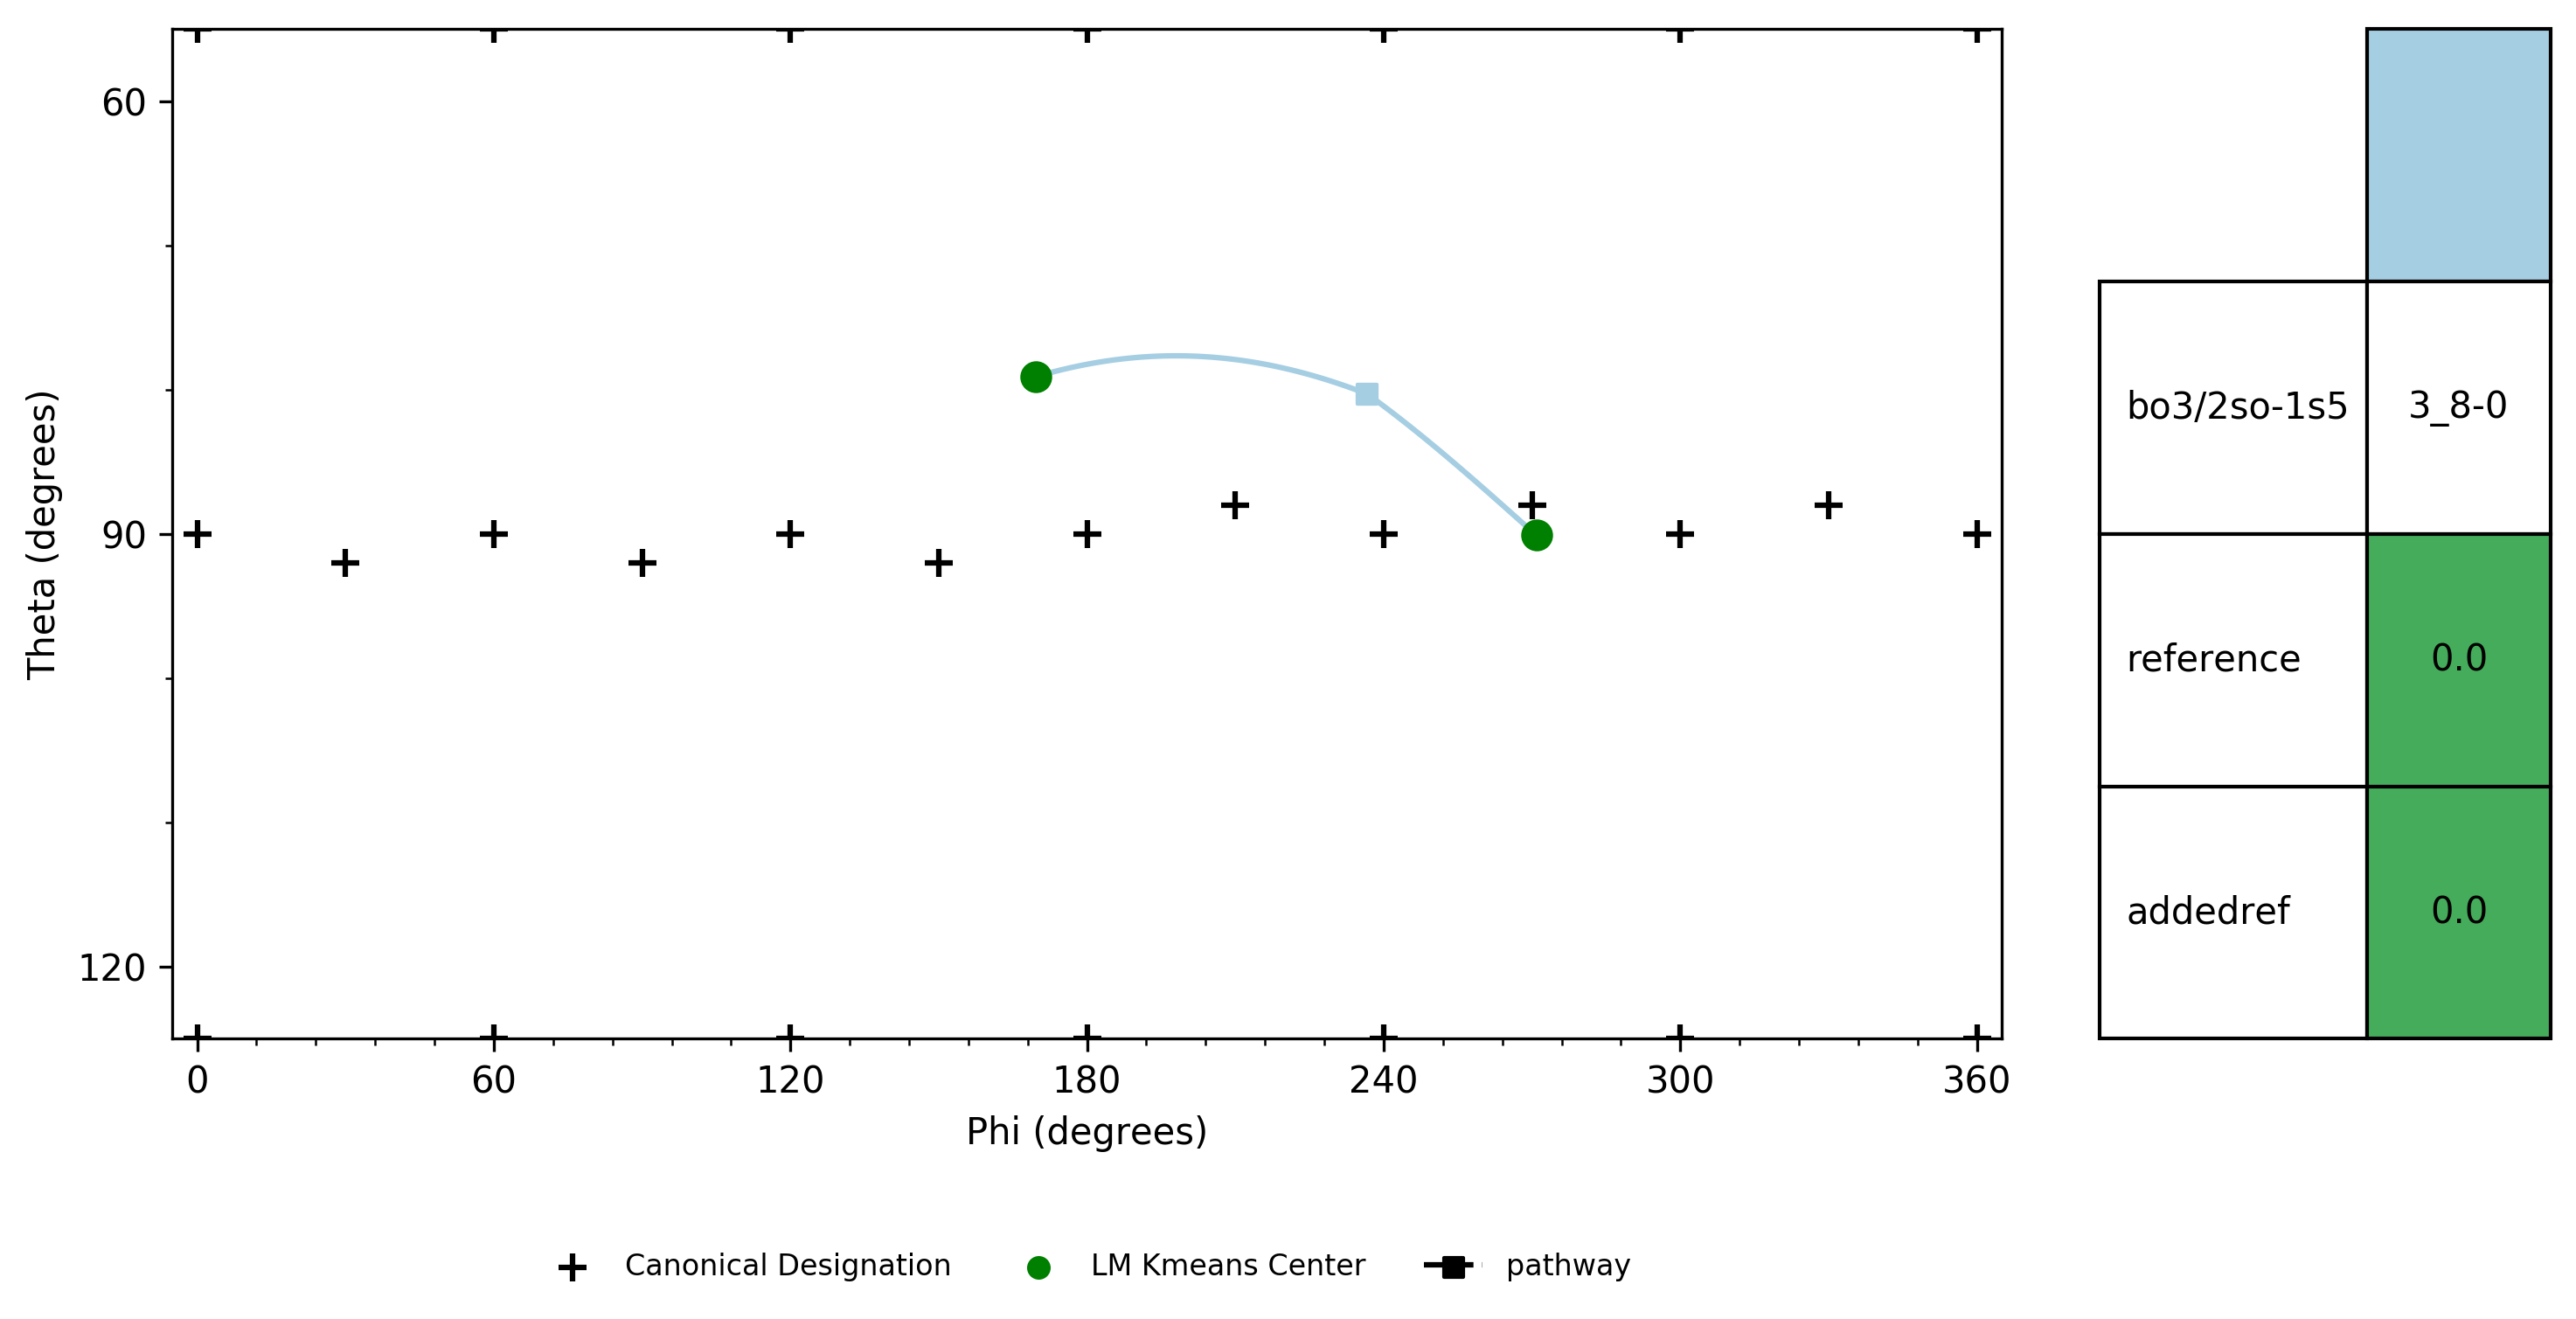 60
90
120
Theta (degrees)
0 60 120 180 240 300 360
Phi (degrees)
Canonical Designation LM Kmeans Center pathway
bo3/2so-1s5 3_8-0
reference 0.0
addedref 0.0